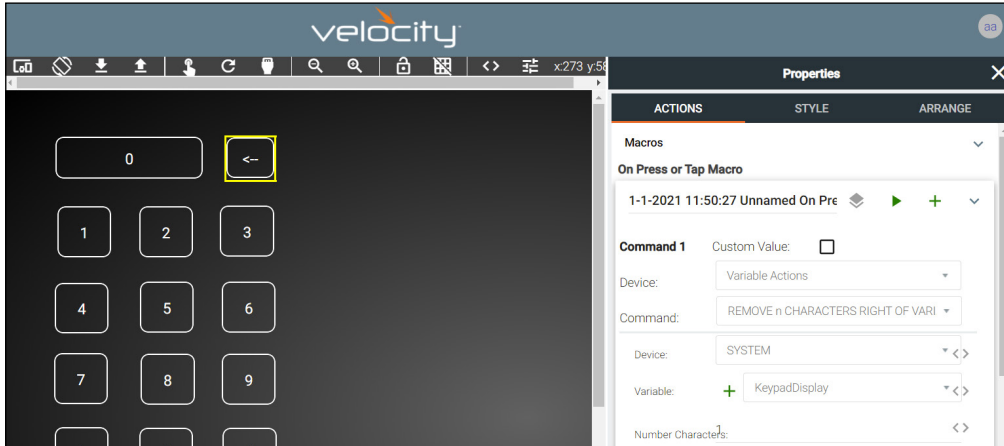 velocity
aa
x:273 y:58
Properties
ACTIONS STYLE ARRANGE
Macros
On Press or Tap Macro
1-1-2021 11:50:27 Unnamed On Pre
Command 1 Custom Value:
Device: Variable Actions
Command: REMOVE n CHARACTERS RIGHT OF VARI
Device: SYSTEM
Variable: KeypadDisplay
Number Characters: 1
0 <--
1 2 3
4 5 6
7 8 9